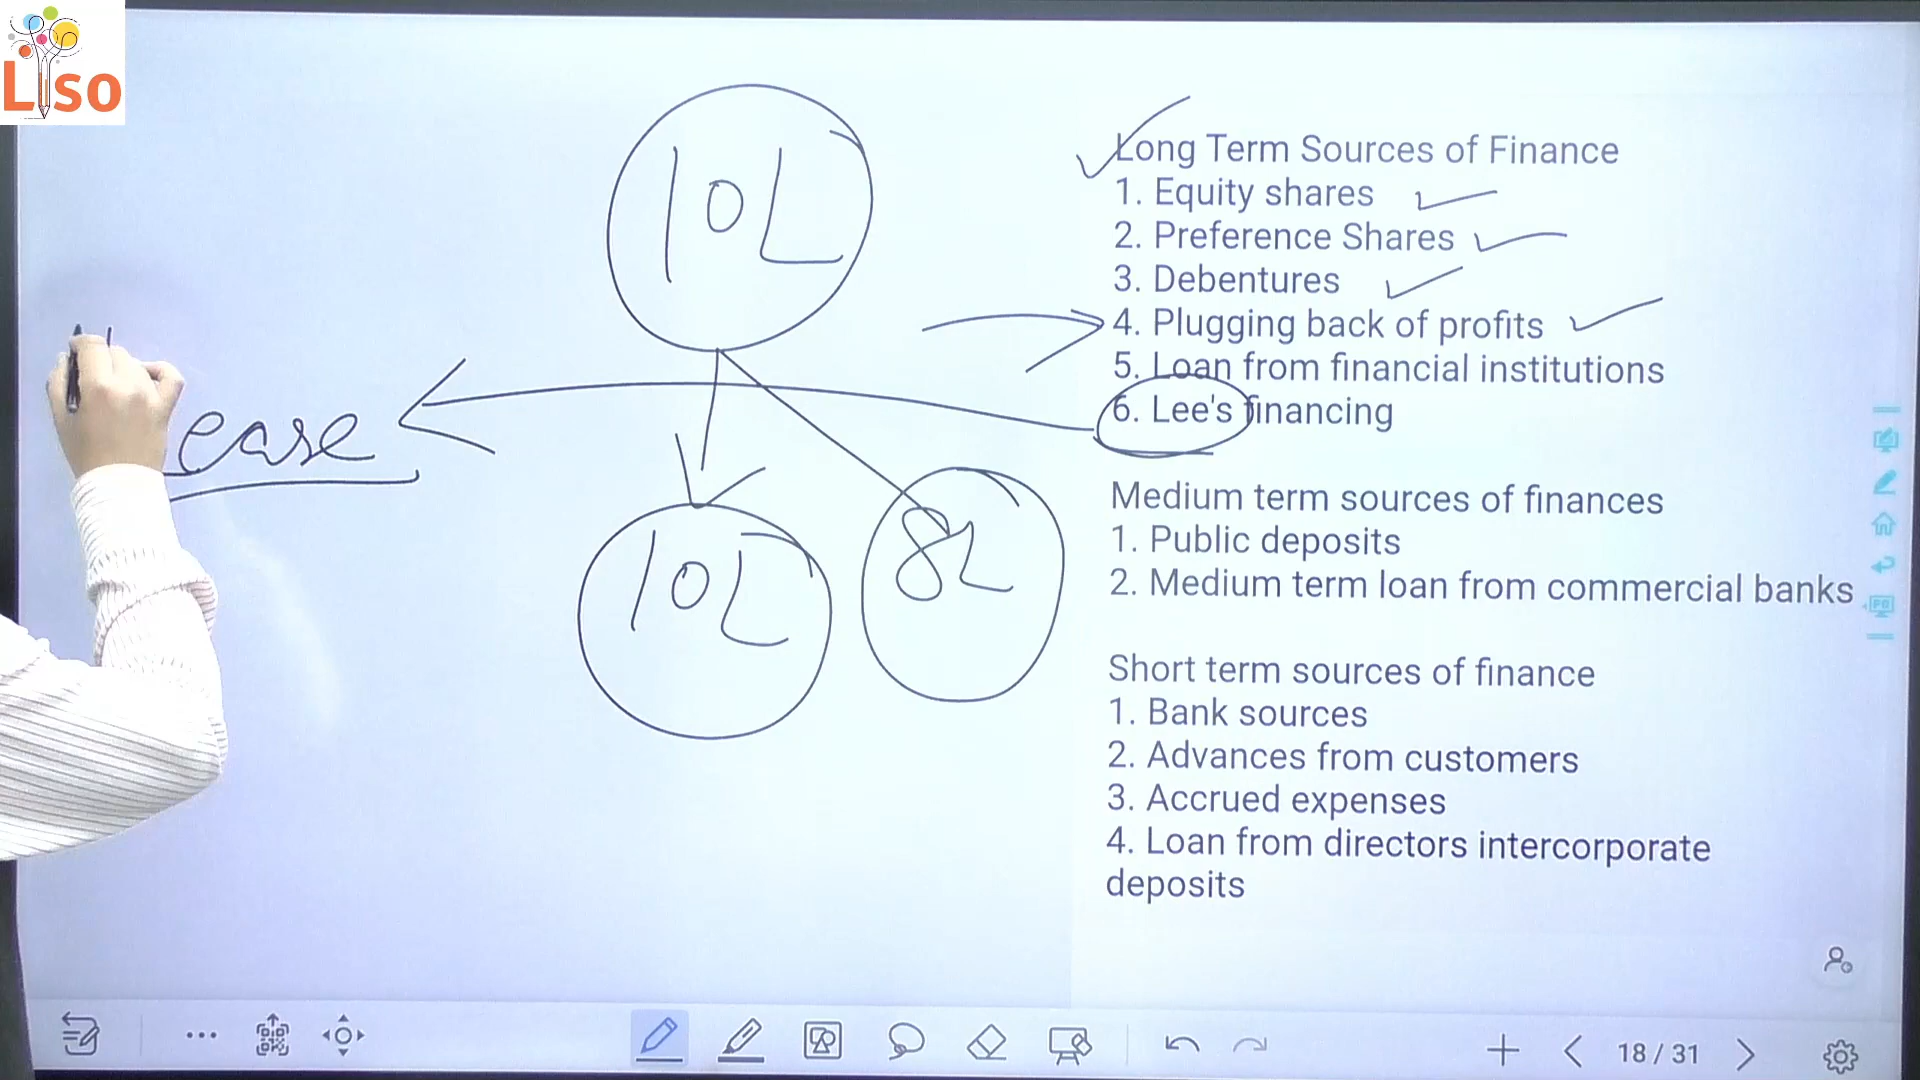 Liso
10L
Long Term Sources of Finance
1. Equity shares
2. Preference Shares
3. Debentures
4. Plugging back of profits
5. Loan from financial institutions
6. Lee's financing
ease
10L
8L
Medium term sources of finances
1. Public deposits
2. Medium term loan from commercial banks
Short term sources of finance
1. Bank sources
2. Advances from customers
3. Accrued expenses
4. Loan from directors intercorporate
deposits
18 / 31